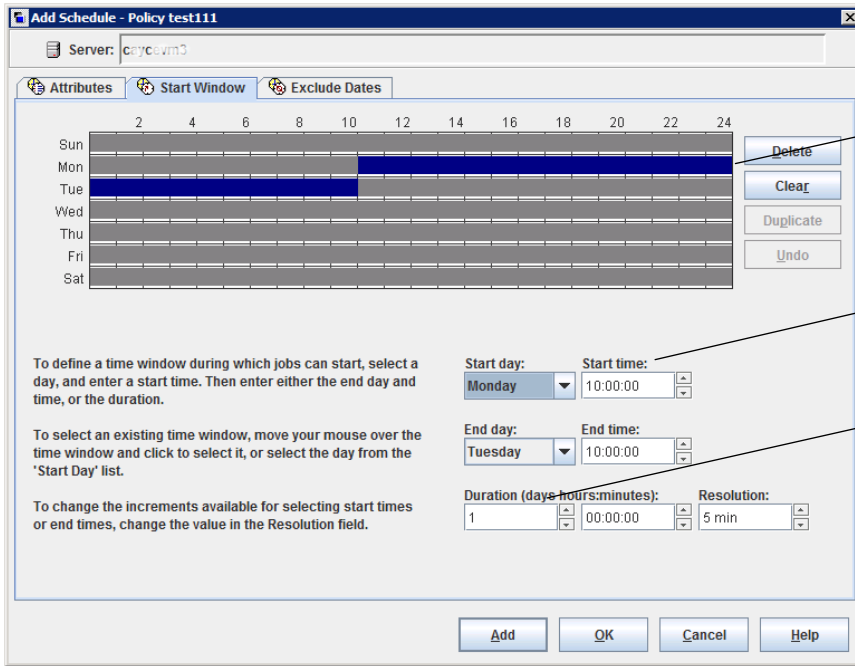 Add Schedule - Policy test111
Server:
Attributes Start Window Exclude Dates
2 4 6 8 10 12 14 16 18 20 22 24
Sun
Mon
Tue
Wed
Thu
Fri
Sat
Delete
Clear
Duplicate
Undo
To define a time window during which jobs can start, select a
day, and enter a start time. Then enter either the end day and
time, or the duration.
To select an existing time window, move your mouse over the
time window and click to select it, or select the day from the
'Start Day' list.
To change the increments available for selecting start times
or end times, change the value in the Resolution field.
Start day: Start time:
Monday 10:00:00
End day: End time:
Tuesday 10:00:00
Duration (days hours:minutes): Resolution:
1 00:00:00 5 min
Add OK Cancel Help